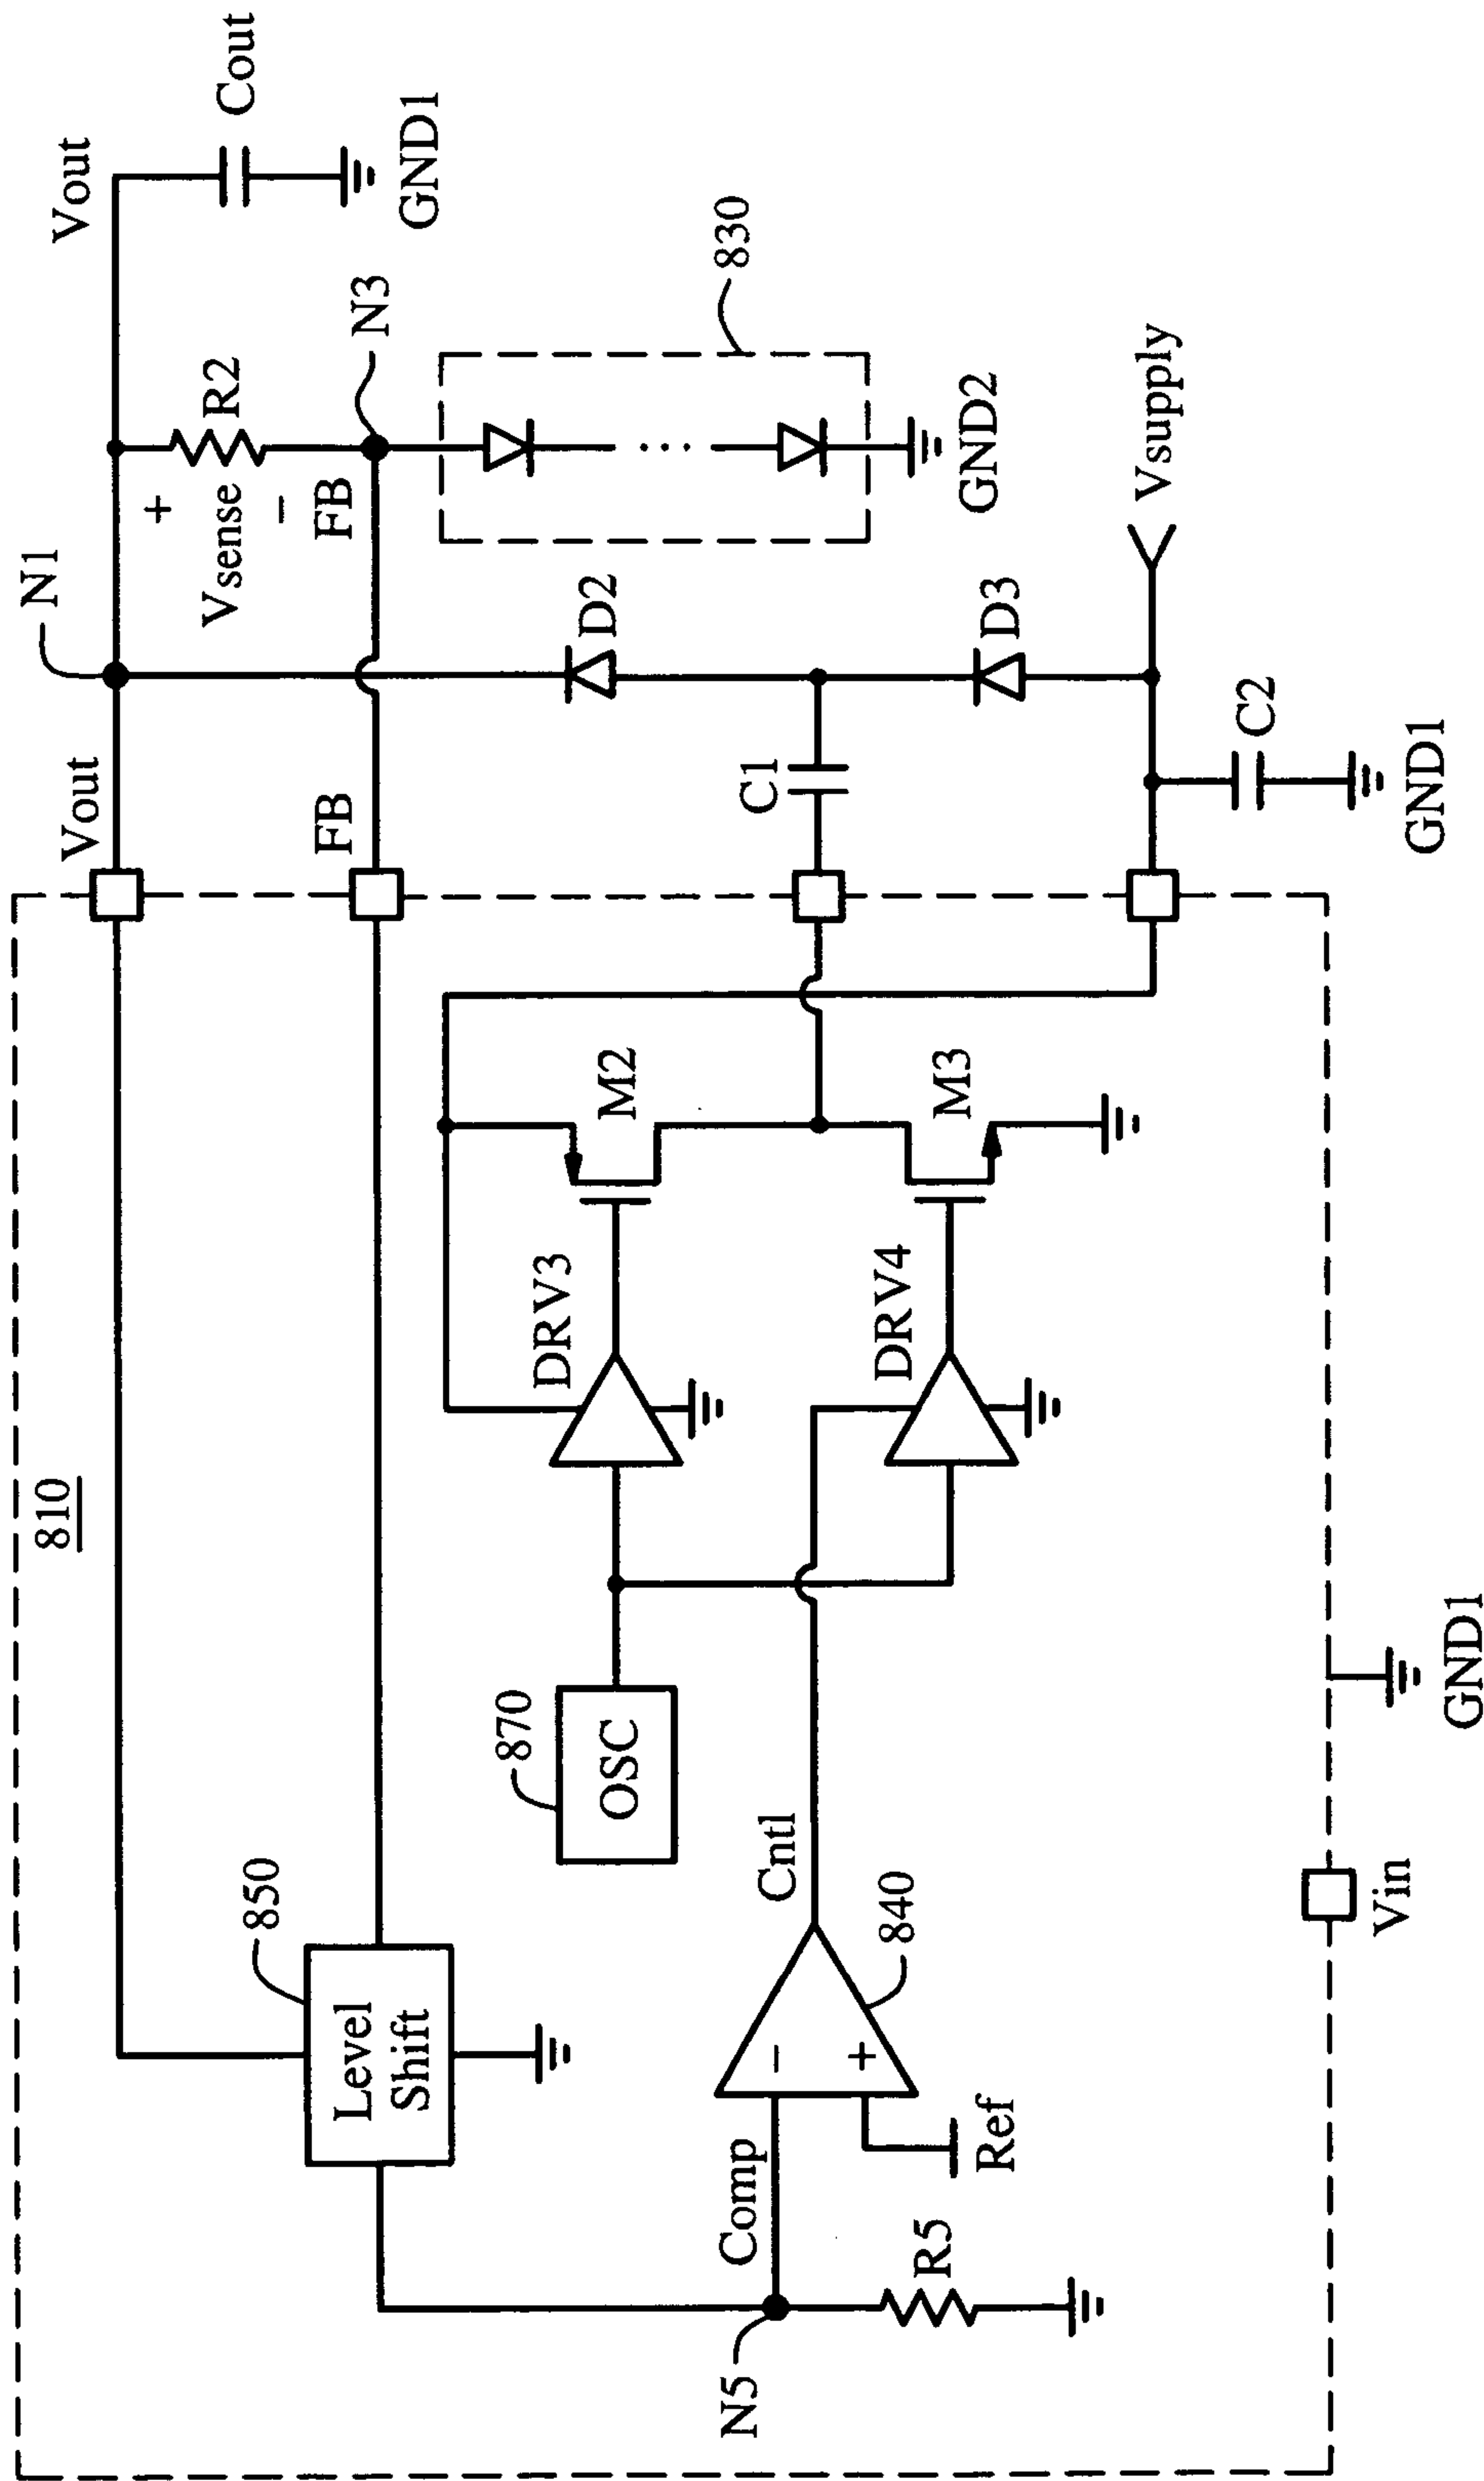 810
N1
Vout
Vout
Cout
GND1
850
Level
Shift
FB
FB
+
Vsense
−
R2
N3
830
GND2
870
OSC
DRV3
M2
D2
C1
DRV4
M3
D3
Vsupply
C2
GND1
Cntl
840
−
+
Comp
Ref
N5
R5
Vin
GND1